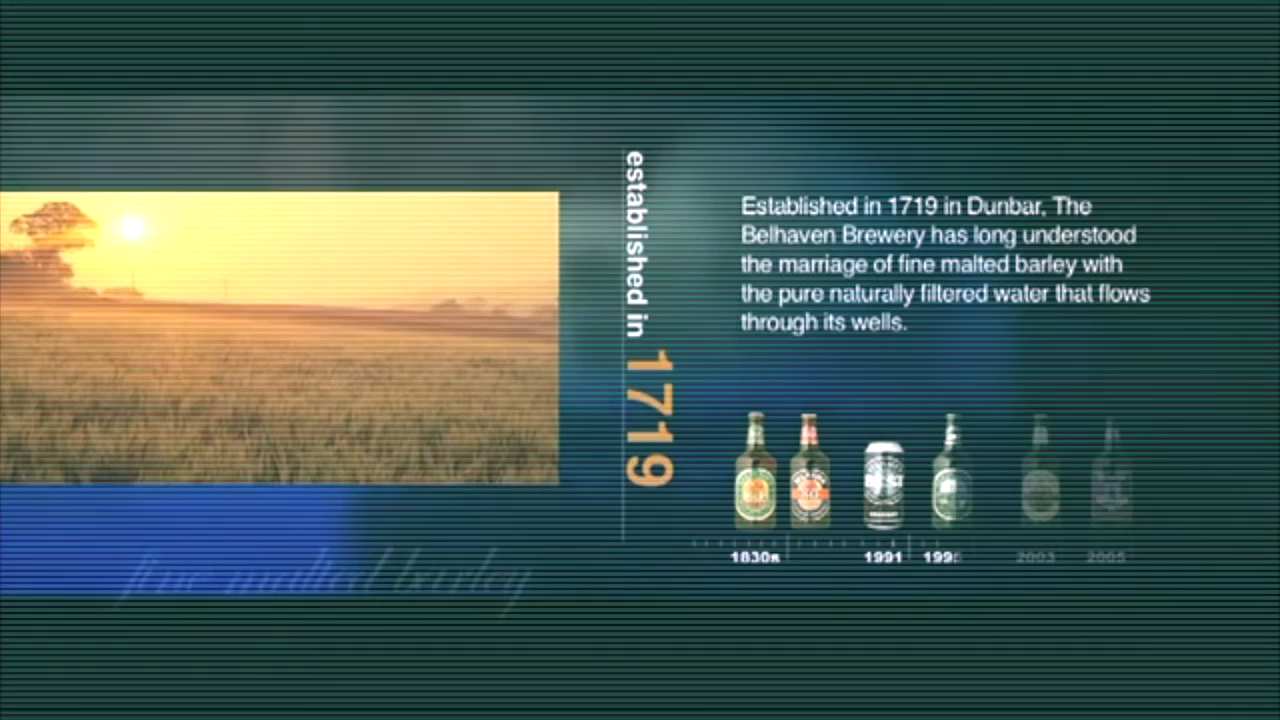 established in 1719
Established in 1719 in Dunbar, The
Belhaven Brewery has long understood
the marriage of fine malted barley with
the pure naturally filtered water that flows
through its wells.
1830s 1991 1995 2003 2005
fine malted barley